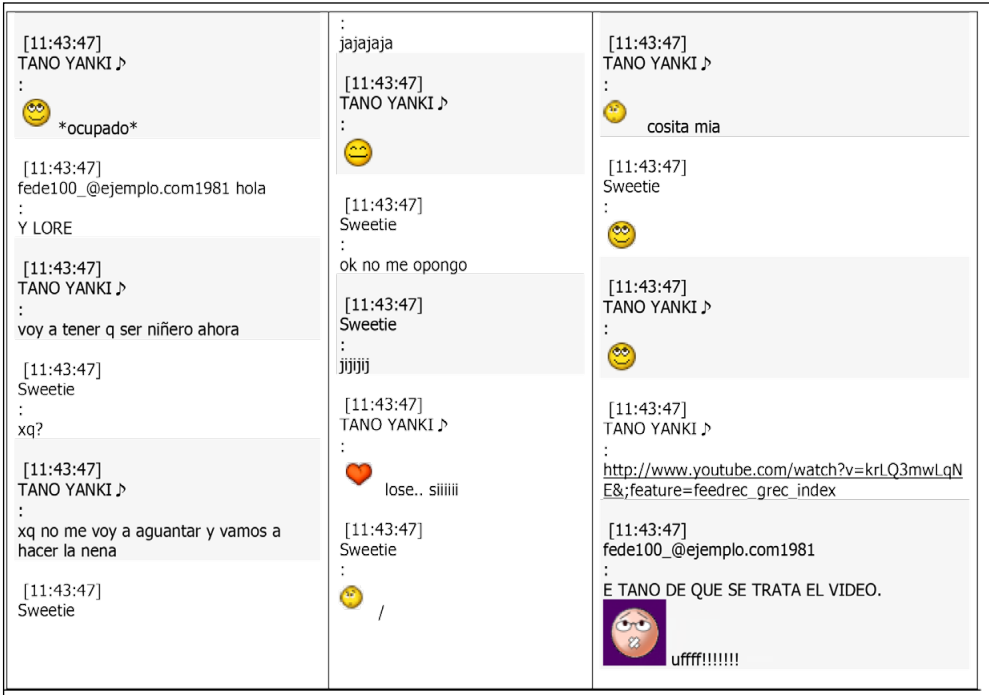 [11:43:47]
TANO YANKI ♪
:
*ocupado*
[11:43:47]
fede100_@ejemplo.com1981 hola
:
Y LORE
[11:43:47]
TANO YANKI ♪
:
voy a tener q ser niñero ahora
[11:43:47]
Sweetie
:
xq?
[11:43:47]
TANO YANKI ♪
:
xq no me voy a aguantar y vamos a
hacer la nena
[11:43:47]
Sweetie
:
jajajaja
[11:43:47]
TANO YANKI ♪
:
[11:43:47]
Sweetie
:
ok no me opongo
[11:43:47]
Sweetie
:
jijijij
[11:43:47]
TANO YANKI ♪
:
lose.. siiiiii
[11:43:47]
Sweetie
:
/
[11:43:47]
TANO YANKI ♪
:
cosita mia
[11:43:47]
Sweetie
:
[11:43:47]
TANO YANKI ♪
:
[11:43:47]
TANO YANKI ♪
:
http://www.youtube.com/watch?v=krLQ3mwLqN
E&;feature=feedrec_grec_index
[11:43:47]
fede100_@ejemplo.com1981
:
E TANO DE QUE SE TRATA EL VIDEO.
uffff!!!!!!!